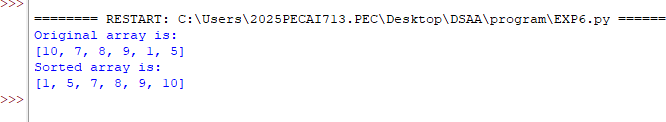 >>>
======== RESTART: C:\Users\2025PECAI713.PEC\Desktop\DSAA\program\EXP6.py ======
Original array is:
[10, 7, 8, 9, 1, 5]
Sorted array is:
[1, 5, 7, 8, 9, 10]
>>>